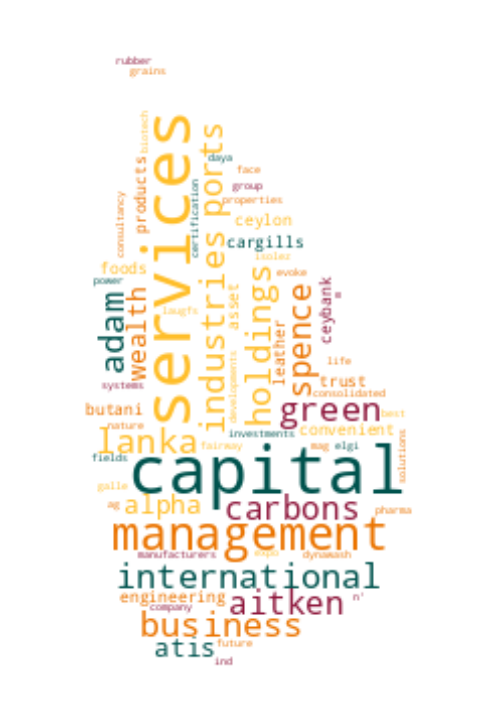 rubber
grains
biotech
services
ports
daya
face
products
certification
group
consultancy
properties
ceylon
cargills
isolez
foods
evoke
power
adam
wealth
industries
asset
holdings
leather
spence
ceybank
e
laugfs
developments
life
systems
trust
consolidated
butani
green
best
nature
lanka
investments
convenient
fairway
mag
elgi
solutions
fields
capital
galle
ag
alpha
carbons
pharma
management
manufacturers
expo
dynawash
international
engineering
company
aitken
n'
business
atis
future
ind